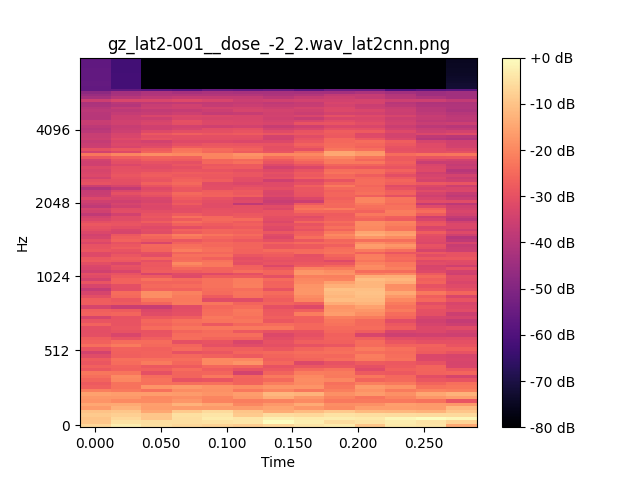 gz_lat2-001__dose_-2_2.wav_lat2cnn.png
+0 dB
4096
-10 dB
-20 dB
2048
-30 dB
Hz
1024
-40 dB
-50 dB
512
-60 dB
-70 dB
0
-80 dB
0.000 0.050 0.100 0.150 0.200 0.250
Time